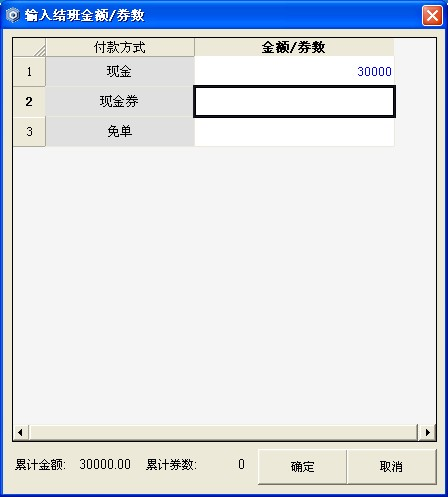 输入结班金额/券数
付款方式 金额/券数
1 现金 30000
2 现金券
3 免单
累计金额: 30000.00 累计券数: 0 确定 取消